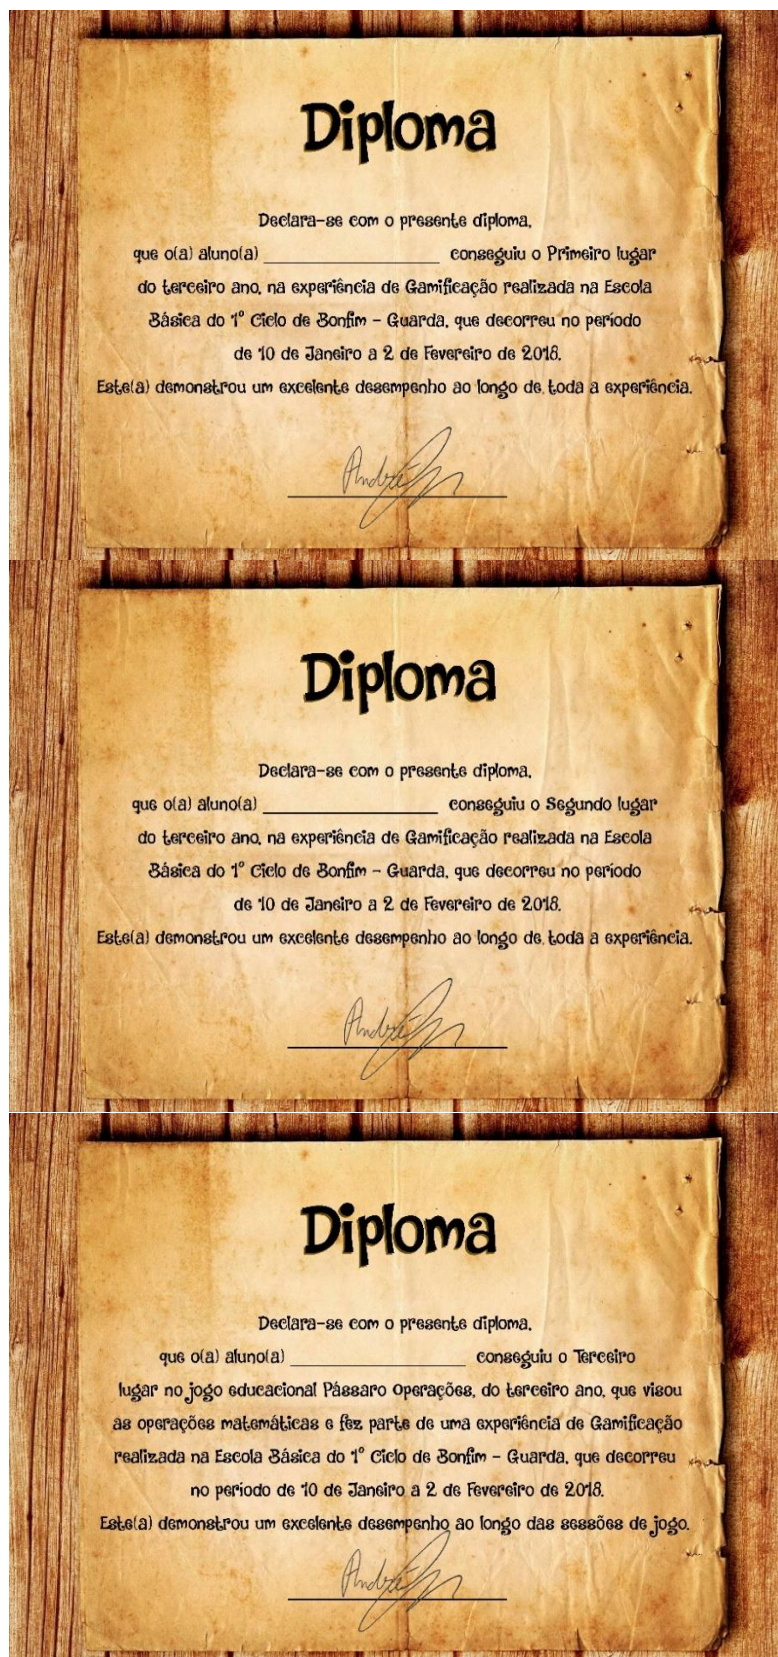 Diploma
Declara-se com o presente diploma,
que o(a) aluno(a) ____________________ conseguiu o Primeiro lugar
do terceiro ano, na experiência de Gamificação realizada na Escola
Básica do 1º Ciclo de Bonfim - Guarda, que decorreu no período
de 10 de Janeiro a 2 de Fevereiro de 2018.
Este(a) demonstrou um excelente desempenho ao longo de toda a experiência.
André
Diploma
Declara-se com o presente diploma,
que o(a) aluno(a) ____________________ conseguiu o Segundo lugar
do terceiro ano, na experiência de Gamificação realizada na Escola
Básica do 1º Ciclo de Bonfim - Guarda, que decorreu no período
de 10 de Janeiro a 2 de Fevereiro de 2018.
Este(a) demonstrou um excelente desempenho ao longo de toda a experiência.
André
Diploma
Declara-se com o presente diploma,
que o(a) aluno(a) ____________________ conseguiu o Terceiro
lugar no jogo educacional Pássaro Operações, do terceiro ano, que visou
as operações matemáticas e fez parte de uma experiência de Gamificação
realizada na Escola Básica do 1º Ciclo de Bonfim - Guarda, que decorreu
no período de 10 de Janeiro a 2 de Fevereiro de 2018.
Este(a) demonstrou um excelente desempenho ao longo das sessões de jogo.
André